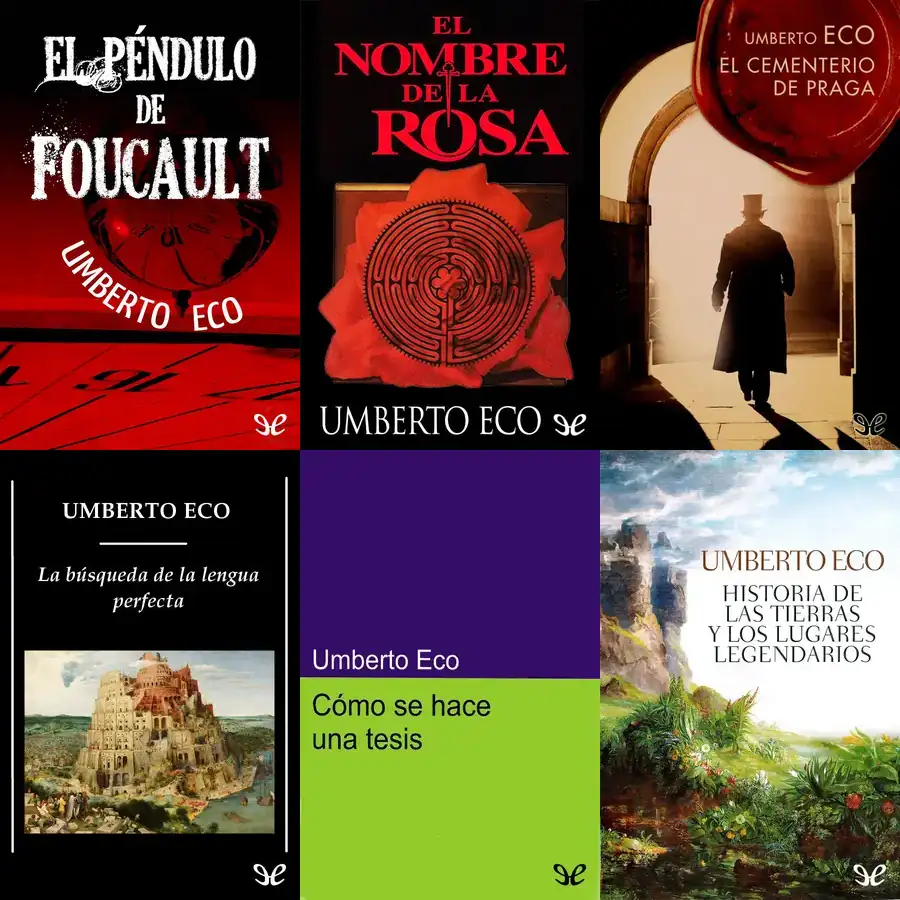 EL PÉNDULO
DE
FOUCAULT
UMBERTO ECO
16
EL
NOMBRE
DE LA
ROSA
UMBERTO ECO
UMBERTO ECO
EL CEMENTERIO
DE PRAGA
UMBERTO ECO
La búsqueda de la lengua
perfecta
Umberto Eco
Cómo se hace
una tesis
UMBERTO ECO
HISTORIA DE
LAS TIERRAS
Y LOS LUGARES
LEGENDARIOS